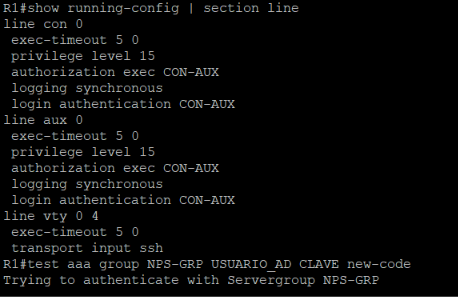 R1#show running-config | section line
line con 0
 exec-timeout 5 0
 privilege level 15
 authorization exec CON-AUX
 logging synchronous
 login authentication CON-AUX
line aux 0
 exec-timeout 5 0
 privilege level 15
 authorization exec CON-AUX
 logging synchronous
 login authentication CON-AUX
line vty 0 4
 exec-timeout 5 0
 transport input ssh
R1#test aaa group NPS-GRP USUARIO_AD CLAVE new-code
Trying to authenticate with Servergroup NPS-GRP